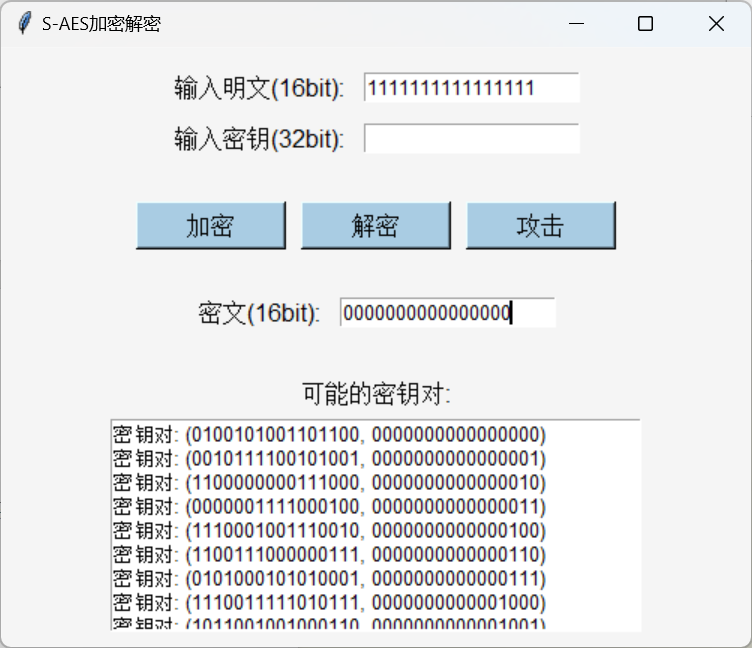 S-AES加密解密
输入明文(16bit): 1111111111111111
输入密钥(32bit):
加密 解密 攻击
密文(16bit): 0000000000000000
可能的密钥对:
密钥对: (0100101001101100, 0000000000000000)
密钥对: (0010111100101001, 0000000000000001)
密钥对: (1100000000111000, 0000000000000010)
密钥对: (0000001111000100, 0000000000000011)
密钥对: (1110001001110010, 0000000000000100)
密钥对: (1100111000000111, 0000000000000110)
密钥对: (0101000101010001, 0000000000000111)
密钥对: (1110011111010111, 0000000000001000)
密钥对: (1011001001000110, 0000000000001001)